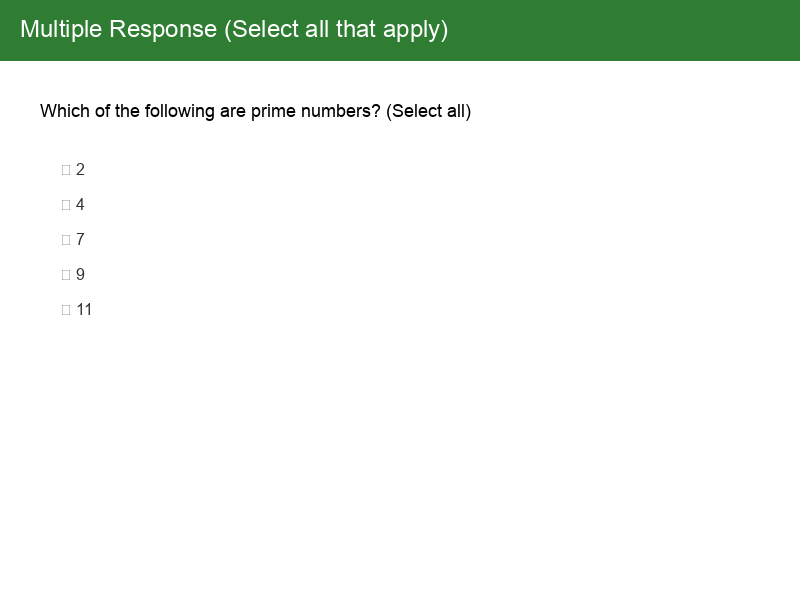 Multiple Response (Select all that apply)
Which of the following are prime numbers? (Select all)
□ 2
□ 4
□ 7
□ 9
□ 11